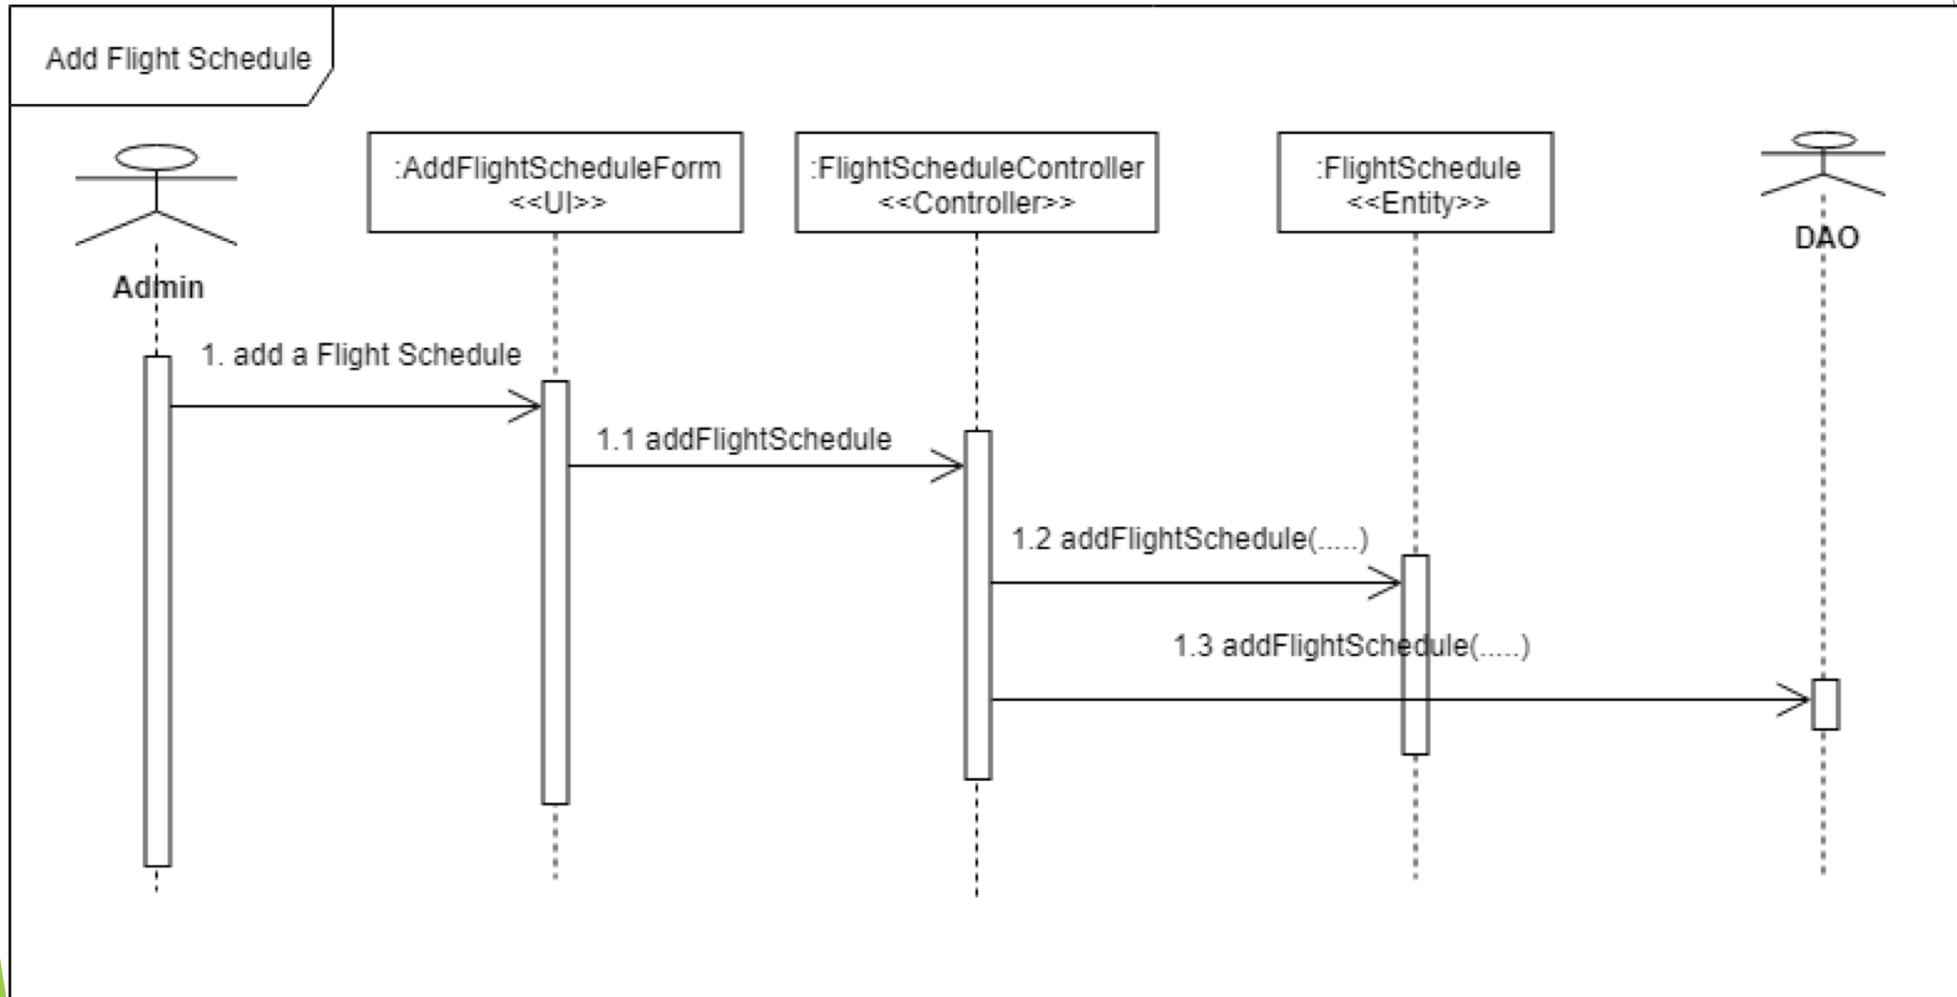 Add Flight Schedule
:AddFlightScheduleForm
<<UI>>
:FlightScheduleController
<<Controller>>
:FlightSchedule
<<Entity>>
DAO
Admin
1. add a Flight Schedule
1.1 addFlightSchedule
1.2 addFlightSchedule(.....)
1.3 addFlightSchedule(.....)